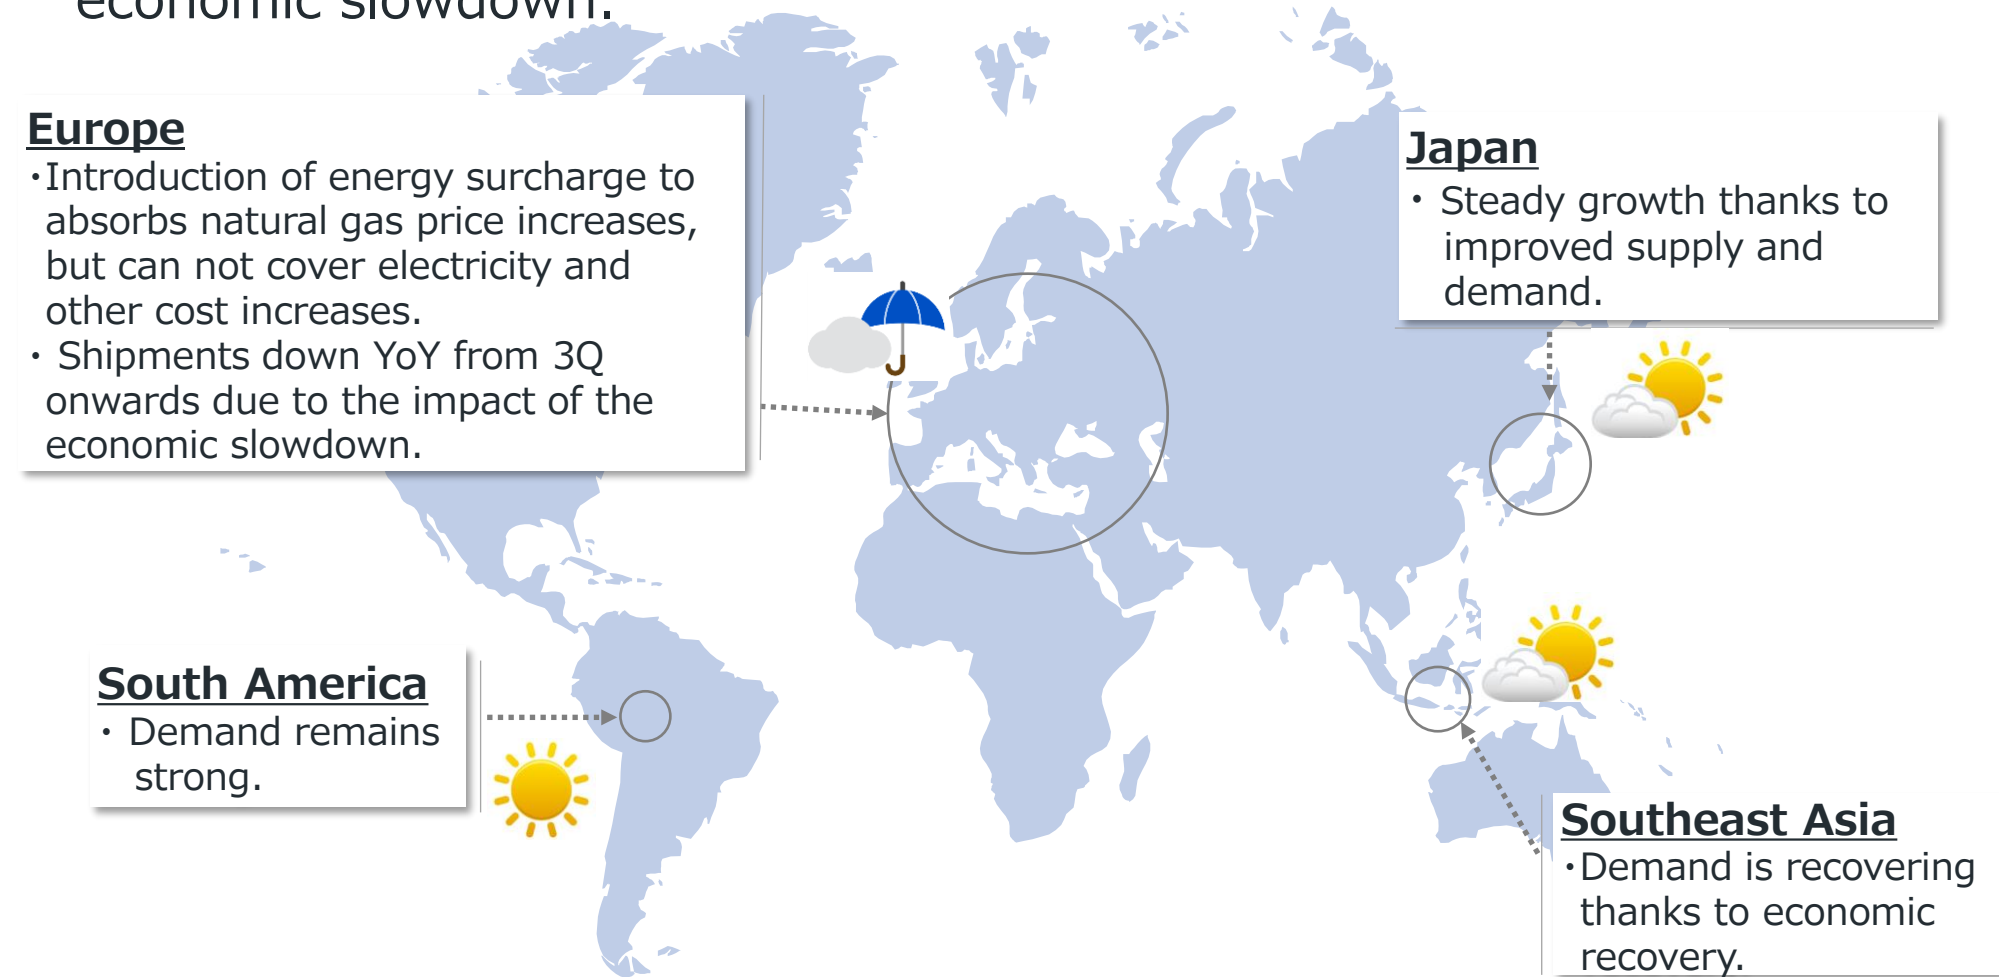 economic slowdown.
Europe
・Introduction of energy surcharge to
absorbs natural gas price increases,
but can not cover electricity and
other cost increases.
・ Shipments down YoY from 3Q
onwards due to the impact of the
economic slowdown.
Japan
・ Steady growth thanks to
improved supply and
demand.
South America
・ Demand remains
strong.
Southeast Asia
・Demand is recovering
thanks to economic
recovery.